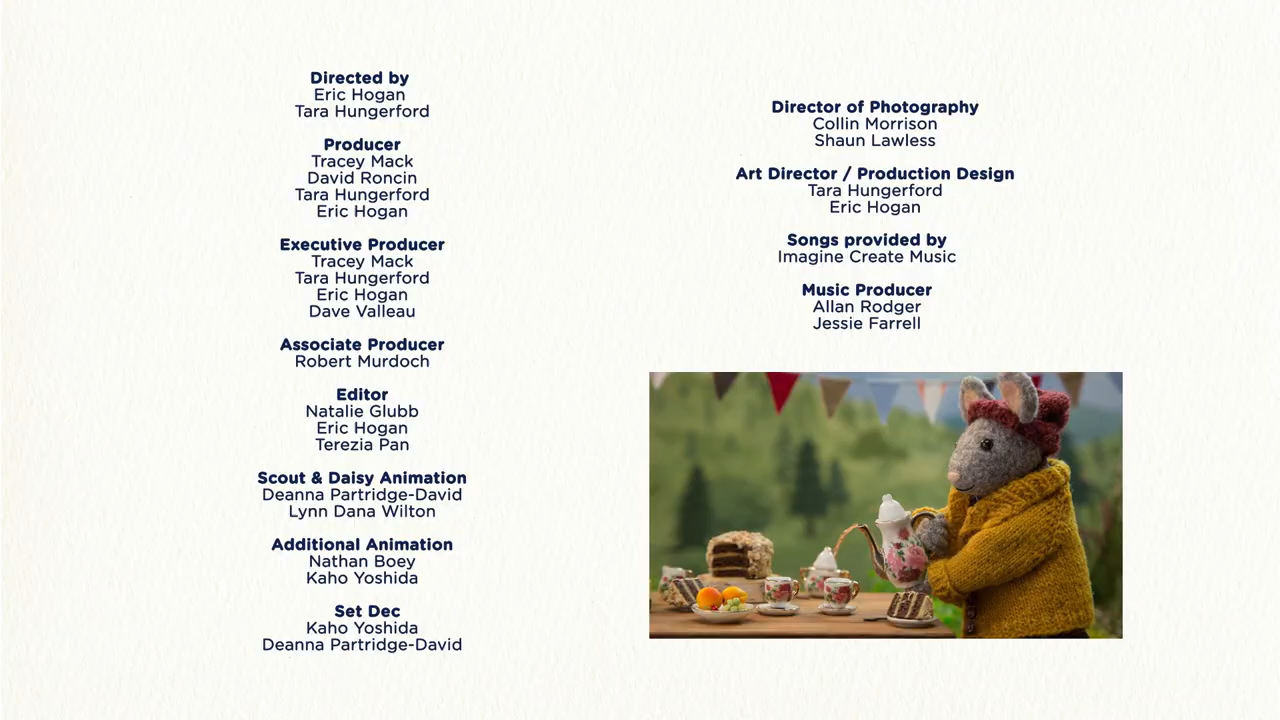 Directed by
Eric Hogan
Tara Hungerford
Producer
Tracey Mack
David Roncin
Tara Hungerford
Eric Hogan
Executive Producer
Tracey Mack
Tara Hungerford
Eric Hogan
Dave Valleau
Associate Producer
Robert Murdoch
Editor
Natalie Glubb
Eric Hogan
Terezia Pan
Scout & Daisy Animation
Deanna Partridge-David
Lynn Dana Wilton
Additional Animation
Nathan Boey
Kaho Yoshida
Set Dec
Kaho Yoshida
Deanna Partridge-David
Director of Photography
Collin Morrison
Shaun Lawless
Art Director / Production Design
Tara Hungerford
Eric Hogan
Songs provided by
Imagine Create Music
Music Producer
Allan Rodger
Jessie Farrell